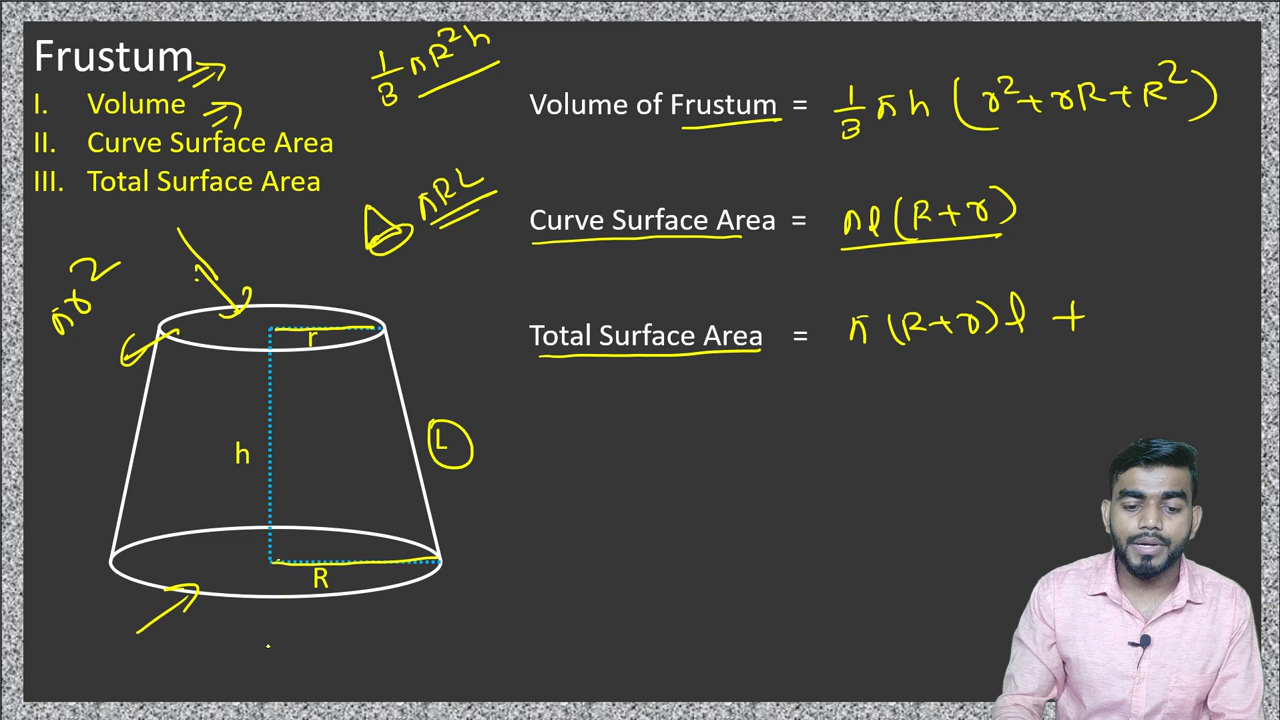 Frustum
I. Volume
II. Curve Surface Area
III. Total Surface Area
1/3 πR²h
πRL
Volume of Frustum = 1/3 πh (r²+rR+R²)
Curve Surface Area = πl(R+r)
Total Surface Area = π(R+r)l +
πr²
r
h
L
R